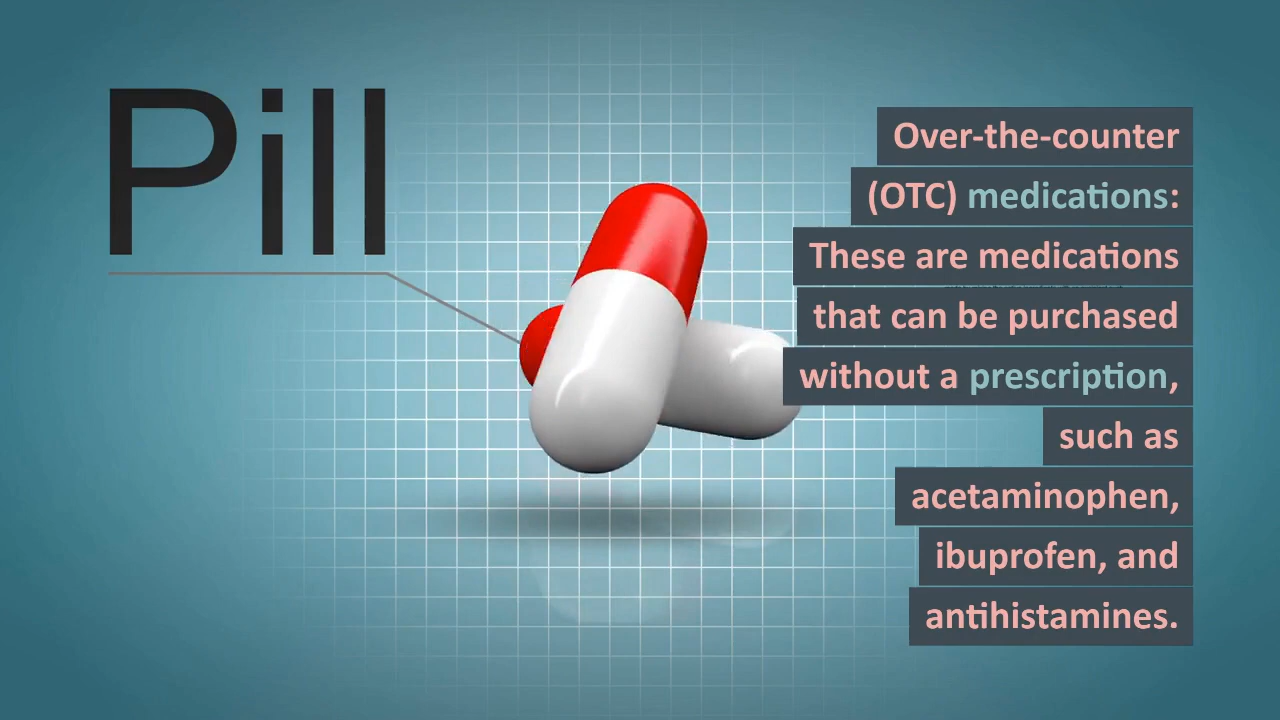 Pill
Over-the-counter
(OTC) medications:
These are medications
that can be purchased
without a prescription,
such as
acetaminophen,
ibuprofen, and
antihistamines.